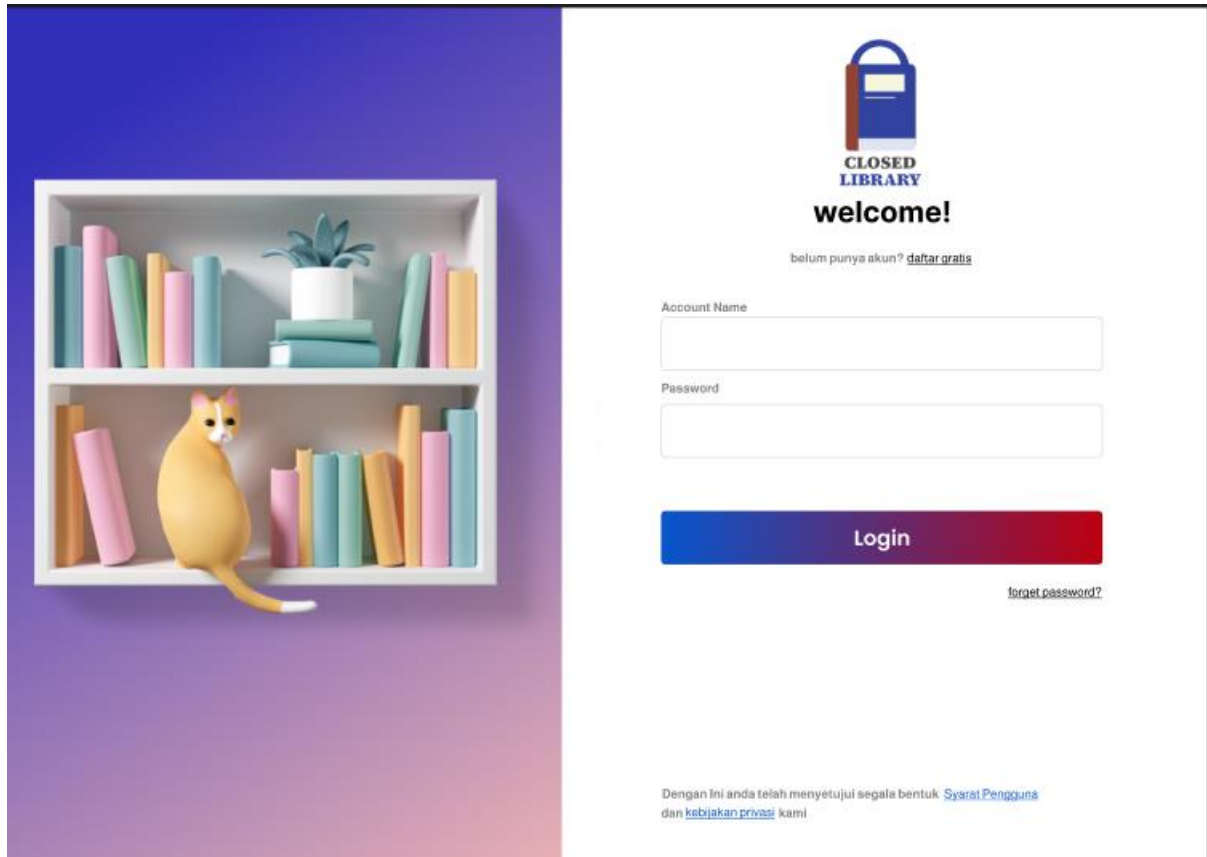 CLOSED
LIBRARY
welcome!
belum punya akun? daftar gratis
Account Name
Password
Login
forget password?
Dengan Ini anda telah menyetujui segala bentuk Syarat Pengguna
dan kebijakan privasi kami